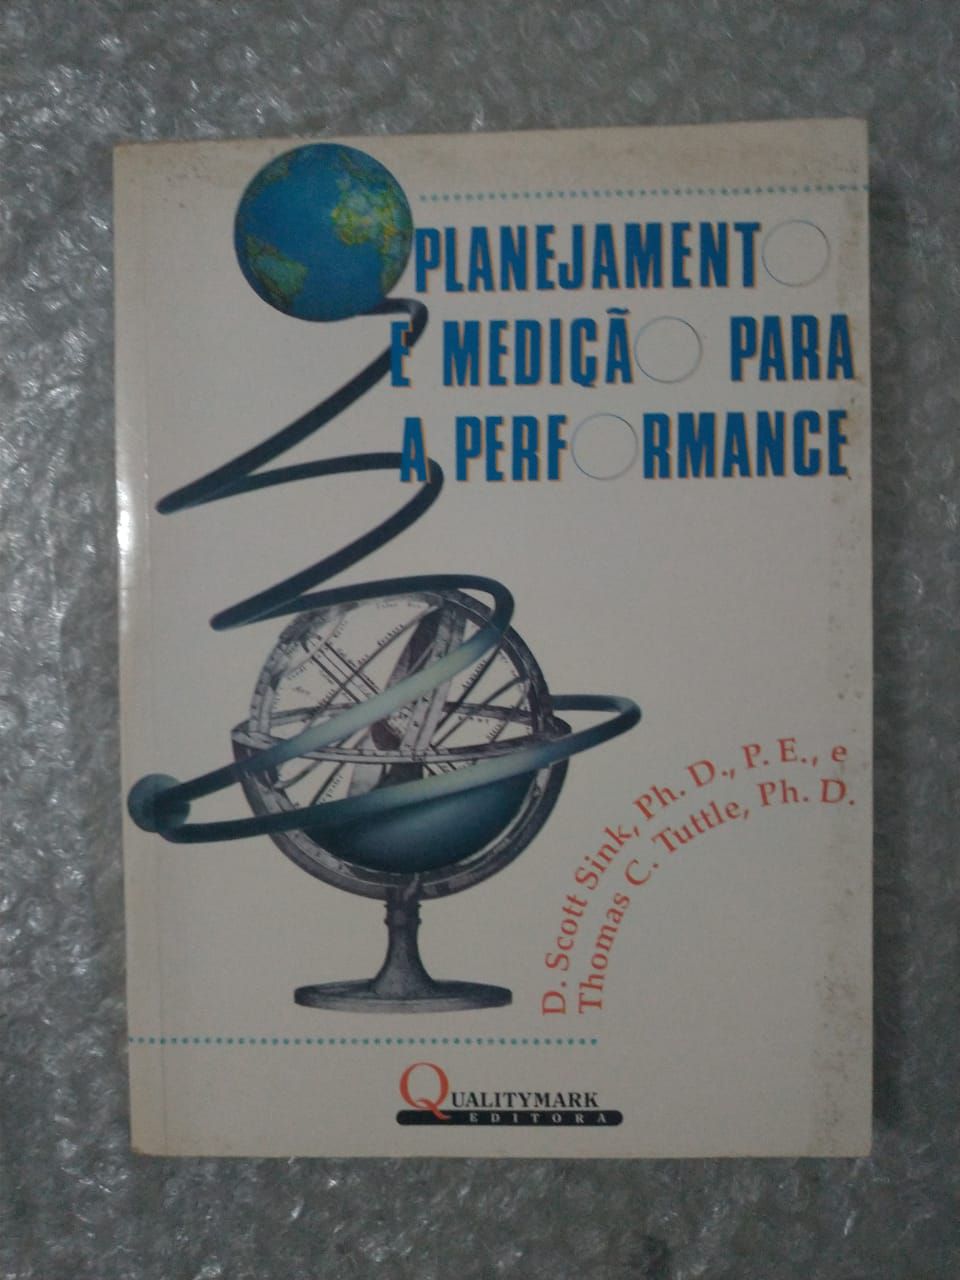 PLANEJAMENTO
E MEDIÇÃO PARA
A PERFORMANCE
D. Scott Sink, Ph. D., P. E., e
Thomas C. Tuttle, Ph. D.
QUALITYMARK
EDITORA